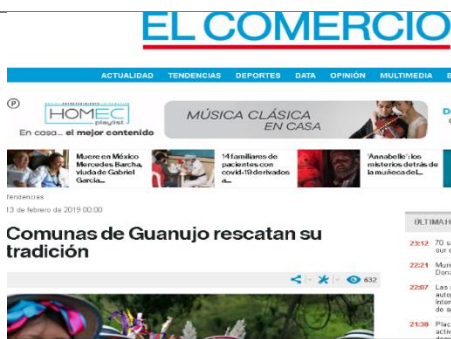 EL COMERCIO
ACTUALIDAD TENDENCIAS DEPORTES DATA OPINIÓN MULTIMEDIA
P
HOMEC
playlist
En casa... el mejor contenido
MÚSICA CLÁSICA
EN CASA
Muere en México
Mercedes Barcha,
viuda de Gabriel
García...
14 familiares de
pacientes con
covid-19 derivados
a...
'Annabelle': los
misterios detrás de
la muñeca del...
Tendencias
13 de febrero de 2019 00:00
Comunas de Guanujo rescatan su
tradición
632
ÚLTIMA H
23:12 70 s
22:21
22:07 Las
21:38 Plac